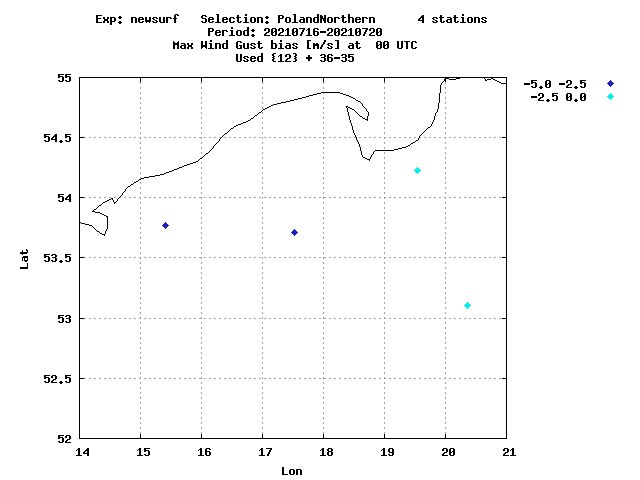 Exp: newsurf   Selection: PolandNorthern      4 stations
Period: 20210716-20210720
Max Wind Gust bias [m/s] at  00 UTC
Used {12} + 36-35
-5.0 -2.5
-2.5 0.0
55
54.5
54
53.5
53
52.5
52
Lat
14 15 16 17 18 19 20 21
Lon